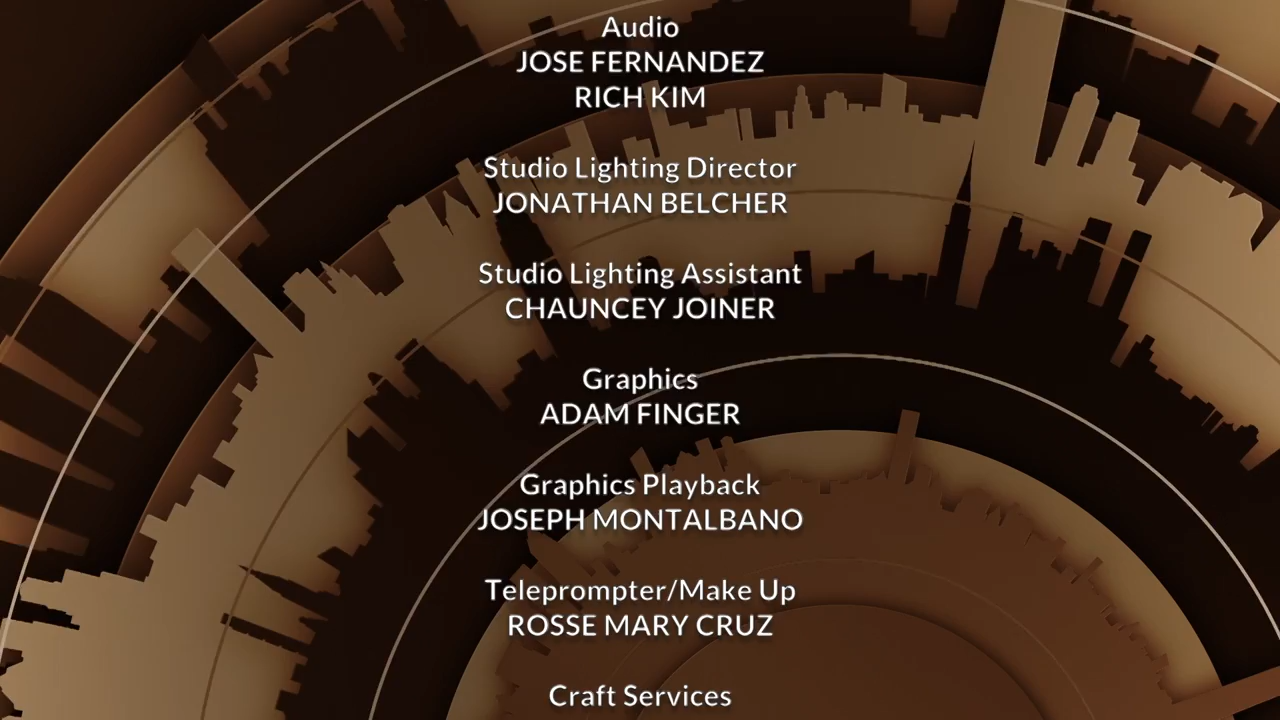 Audio
JOSE FERNANDEZ
RICH KIM
Studio Lighting Director
JONATHAN BELCHER
Studio Lighting Assistant
CHAUNCEY JOINER
Graphics
ADAM FINGER
Graphics Playback
JOSEPH MONTALBANO
Teleprompter/Make Up
ROSSE MARY CRUZ
Craft Services